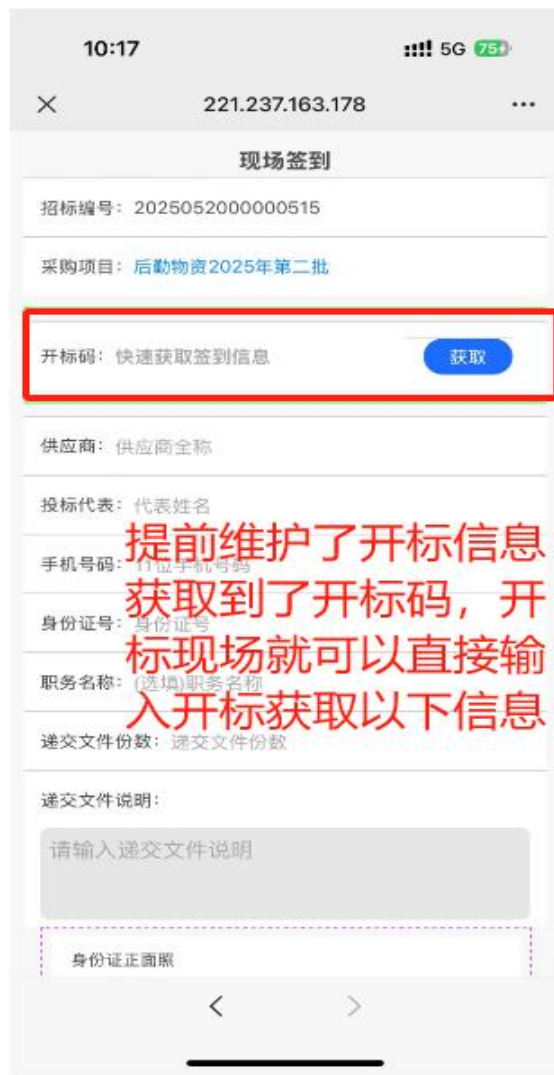 10:17
5G 75
221.237.163.178
现场签到
招标编号：2025052000000515
采购项目：后勤物资2025年第二批
开标码：快速获取签到信息 获取
供应商：供应商全称
投标代表：代表姓名
手机号码：11位手机号码
身份证号：身份证号
职务名称：(选填)职务名称
递交文件份数：递交文件份数
递交文件说明：
请输入递交文件说明
身份证正面照
提前维护了开标信息
获取到了开标码，开
标现场就可以直接输
入开标获取以下信息